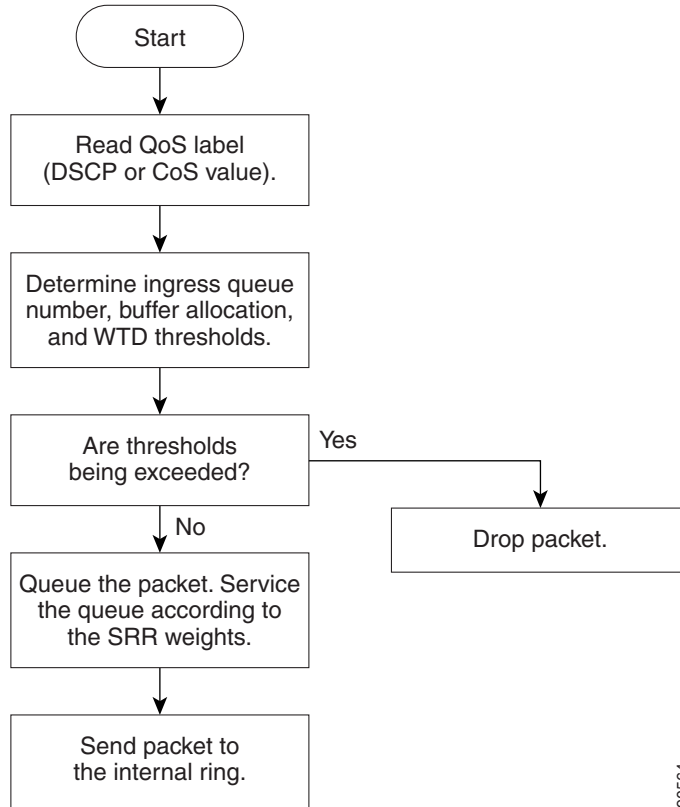 Start
Read QoS label
(DSCP or CoS value).
Determine ingress queue
number, buffer allocation,
and WTD thresholds.
Are thresholds
being exceeded?
Yes
Drop packet.
No
Queue the packet. Service
the queue according to
the SRR weights.
Send packet to
the internal ring.